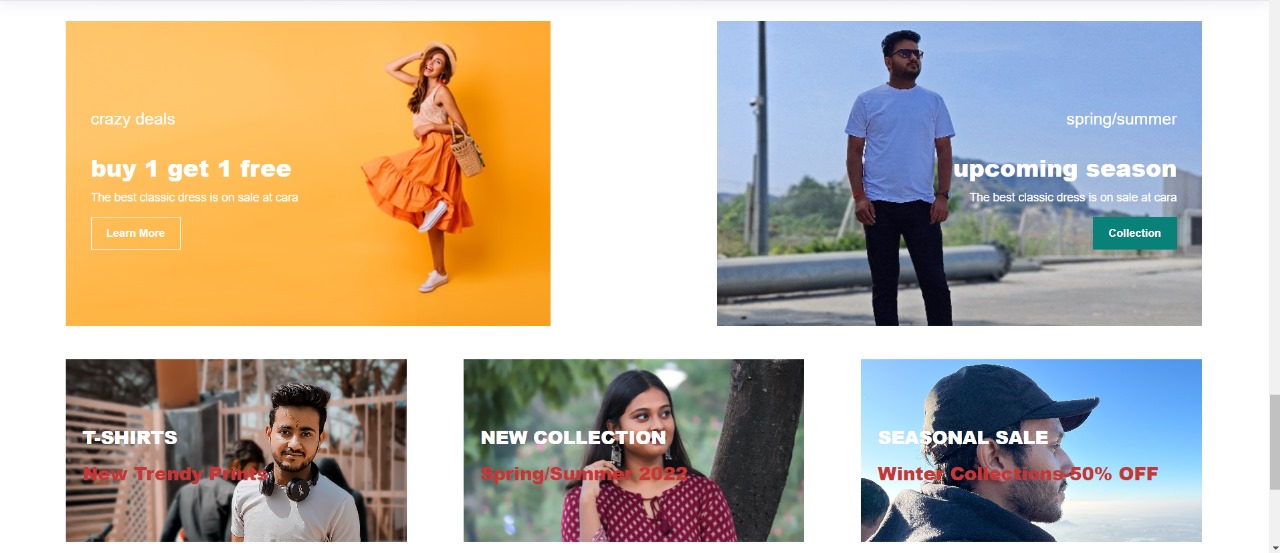 crazy deals
buy 1 get 1 free
The best classic dress is on sale at cara
Learn More
spring/summer
upcoming season
The best classic dress is on sale at cara
Collection
T-SHIRTS
New Trendy Prints
NEW COLLECTION
Spring/Summer 2022
SEASONAL SALE
Winter Collections 50% OFF